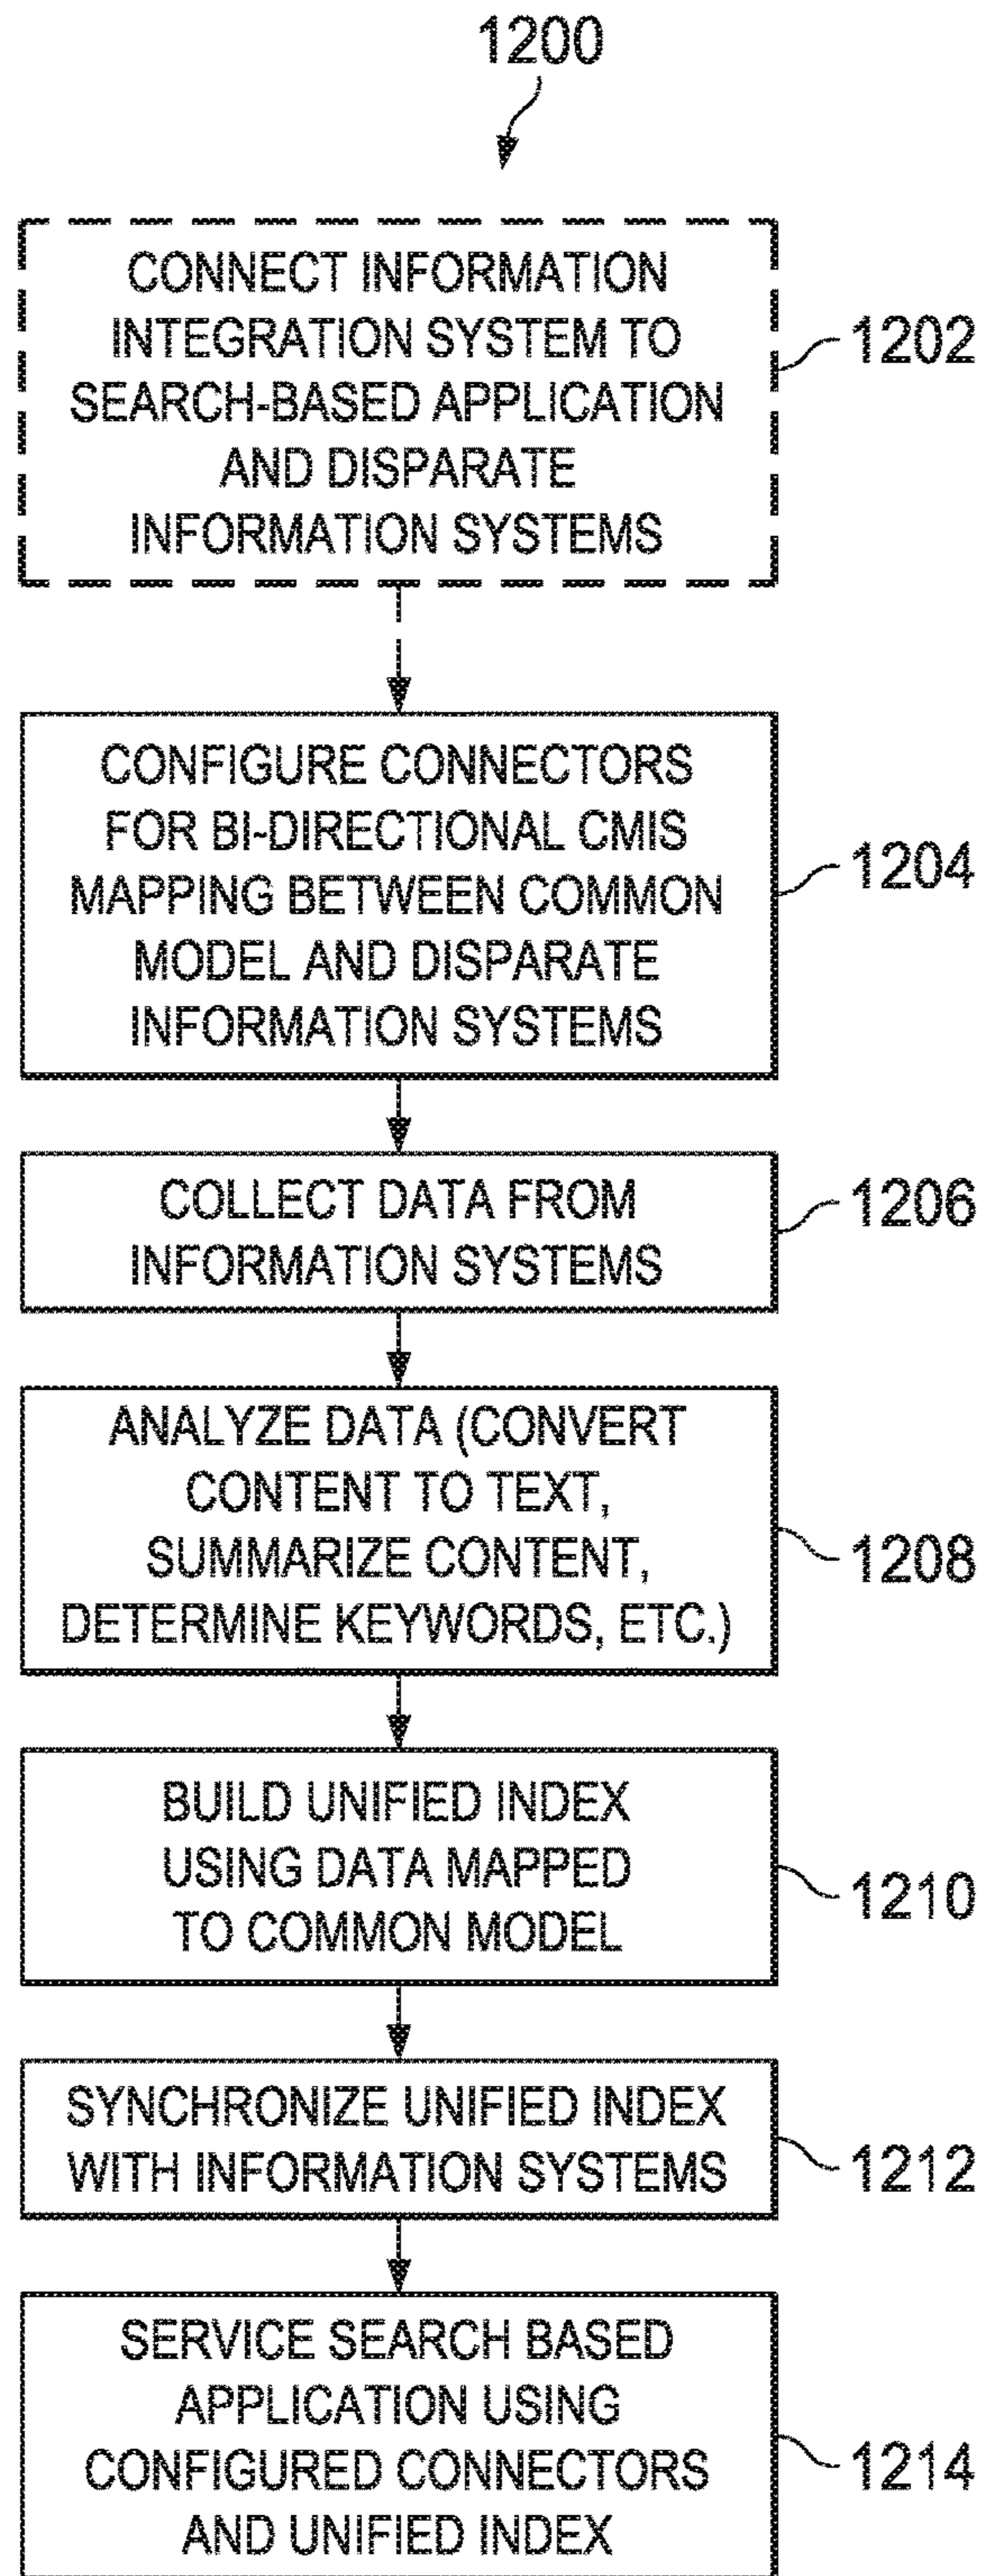 1200
CONNECT INFORMATION
INTEGRATION SYSTEM TO
SEARCH-BASED APPLICATION
AND DISPARATE
INFORMATION SYSTEMS
1202
CONFIGURE CONNECTORS
FOR BI-DIRECTIONAL CMIS
MAPPING BETWEEN COMMON
MODEL AND DISPARATE
INFORMATION SYSTEMS
1204
COLLECT DATA FROM
INFORMATION SYSTEMS
1206
ANALYZE DATA (CONVERT
CONTENT TO TEXT,
SUMMARIZE CONTENT,
DETERMINE KEYWORDS, ETC.)
1208
BUILD UNIFIED INDEX
USING DATA MAPPED
TO COMMON MODEL
1210
SYNCHRONIZE UNIFIED INDEX
WITH INFORMATION SYSTEMS
1212
SERVICE SEARCH BASED
APPLICATION USING
CONFIGURED CONNECTORS
AND UNIFIED INDEX
1214